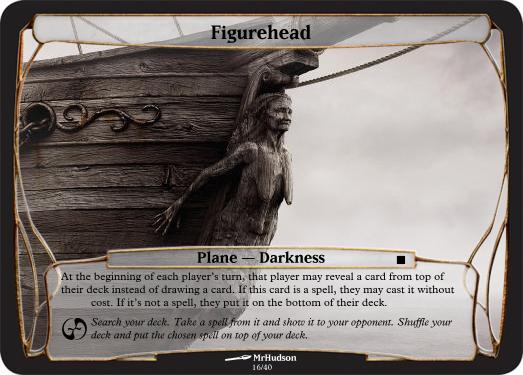 Figurehead
Plane — Darkness
At the beginning of each player's turn, that player may reveal a card from top of
their deck instead of drawing a card. If this card is a spell, they may cast it without
cost. If it's not a spell, they put it on the bottom of their deck.
Search your deck. Take a spell from it and show it to your opponent. Shuffle your
deck and put the chosen spell on top of your deck.
MrHudson
16/40